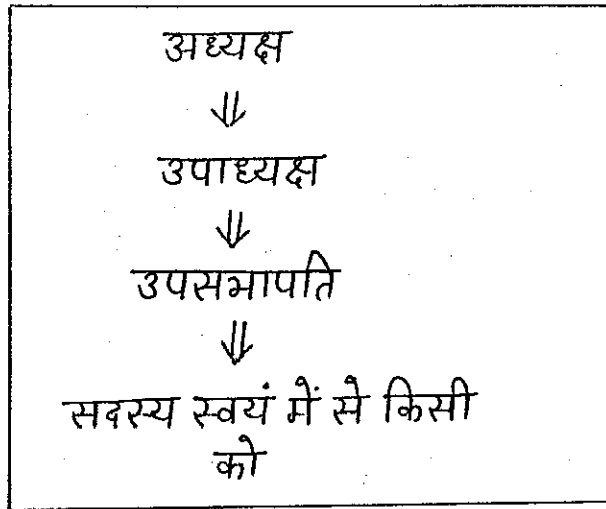 अध्यक्ष
⇓
उपाध्यक्ष
⇓
उपसभापति
⇓
सदस्य स्वयं में से किसी
को